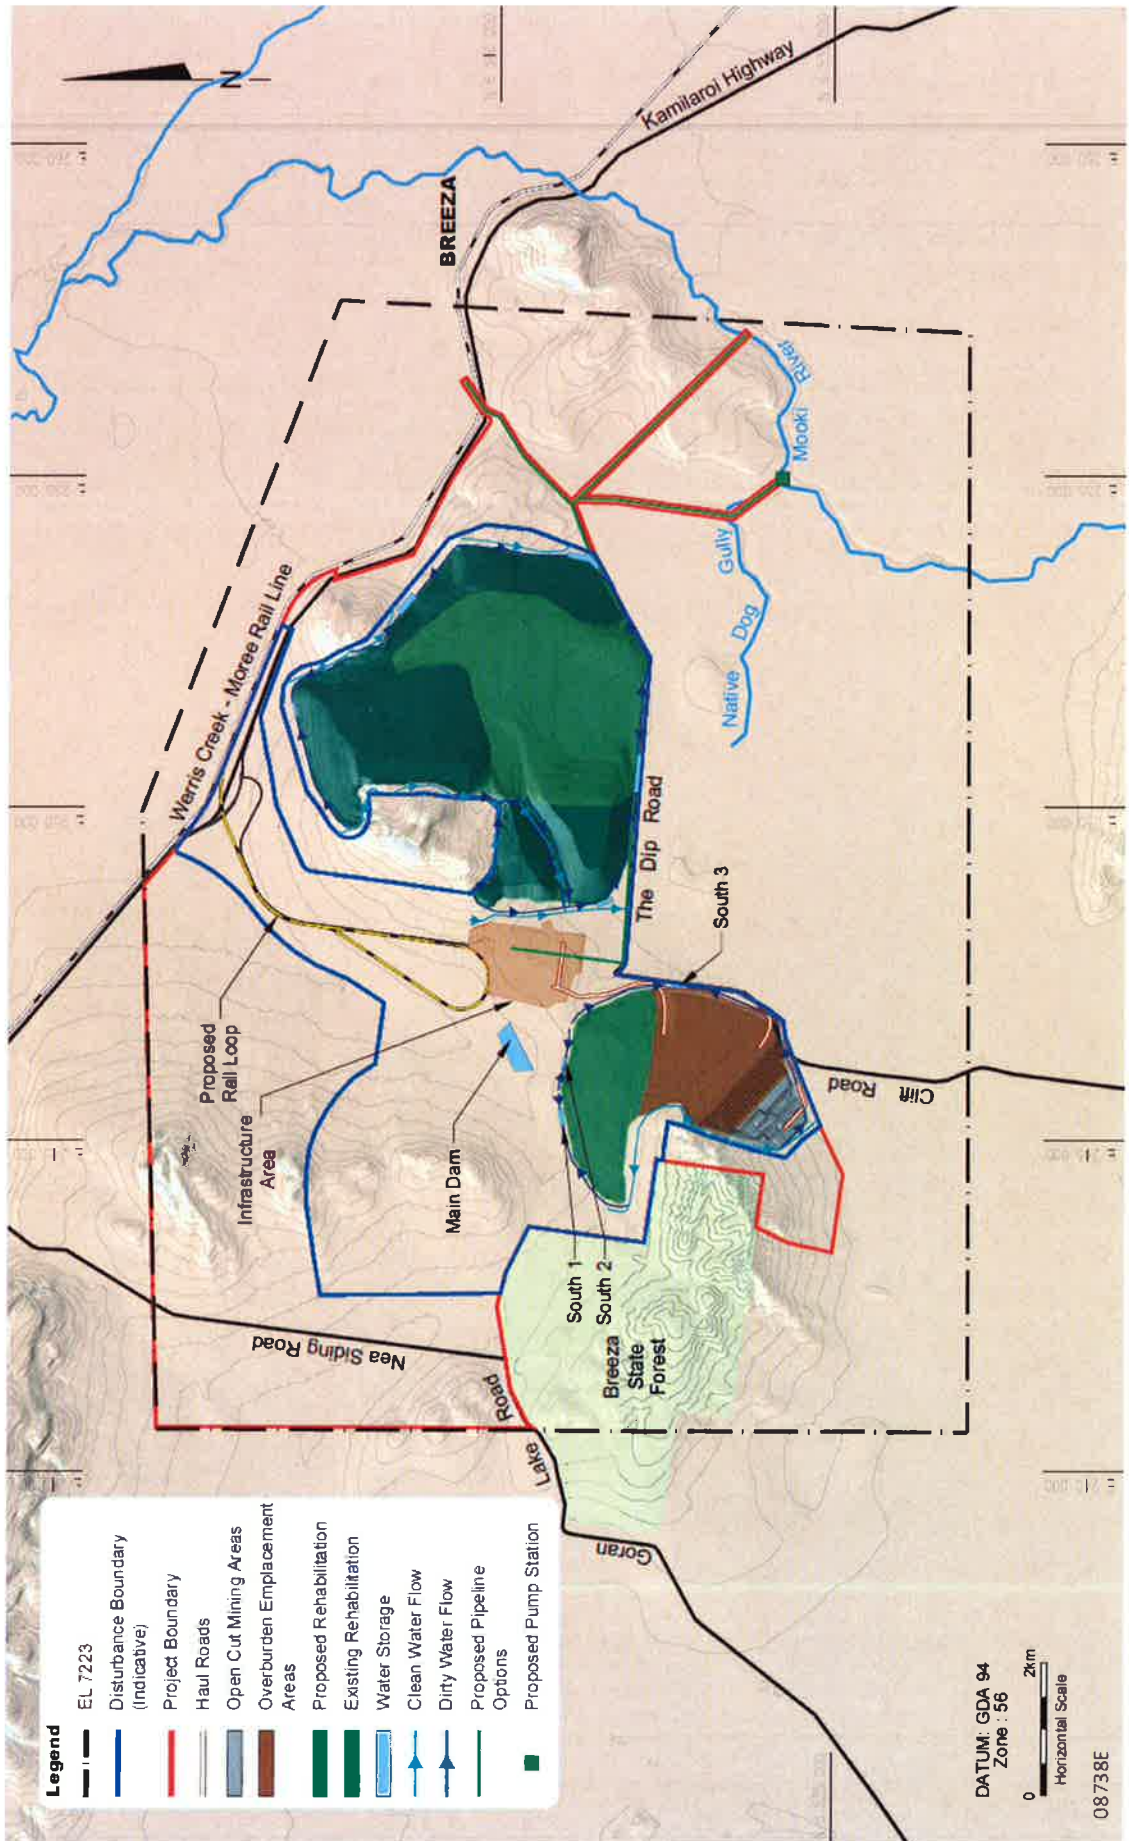 Legend
EL 7223
Disturbance Boundary
(Indicative)
Project Boundary
Haul Roads
Open Cut Mining Areas
Overburden Emplacement
Areas
Proposed Rehabilitation
Existing Rehabilitation
Water Storage
Clean Water Flow
Dirty Water Flow
Proposed Pipeline
Options
Proposed Pump Station
Nea Siding Road
Lake Road
Goran
Breeza
State
Forest
South 1
South 2
Main Dam
Infrastructure
Area
Proposed
Rail Loop
Werris Creek - Moree Rail Line
The Dip Road
South 3
Clift Road
Native Dog Gully
Mooki River
BREEZA
Kamilaroi Highway
N
DATUM: GDA 94
Zone : 56
0 2km
Horizontal Scale
08738E